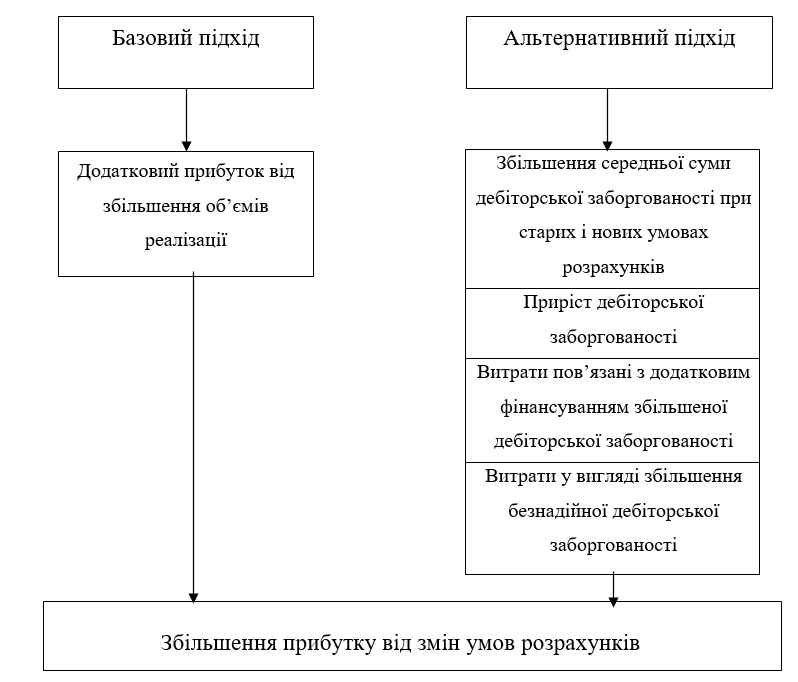 Базовий підхід
Альтернативний підхід
Додатковий прибуток від
збільшення об’ємів
реалізації
Збільшення середньої суми
дебіторської заборгованості при
старих і нових умовах
розрахунків
Приріст дебіторської
заборгованості
Витрати пов’язані з додатковим
фінансуванням збільшеної
дебіторської заборгованості
Витрати у вигляді збільшення
безнадійної дебіторської
заборгованості
Збільшення прибутку від змін умов розрахунків